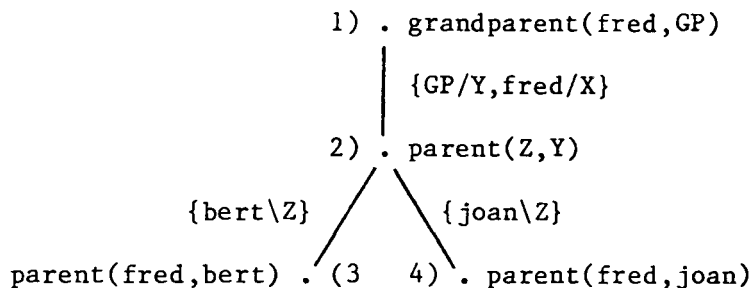 1) . grandparent(fred,GP)
{GP/Y,fred/X}
2) . parent(Z,Y)
{bert\Z} {joan\Z}
parent(fred,bert) . (3 4) . parent(fred,joan)